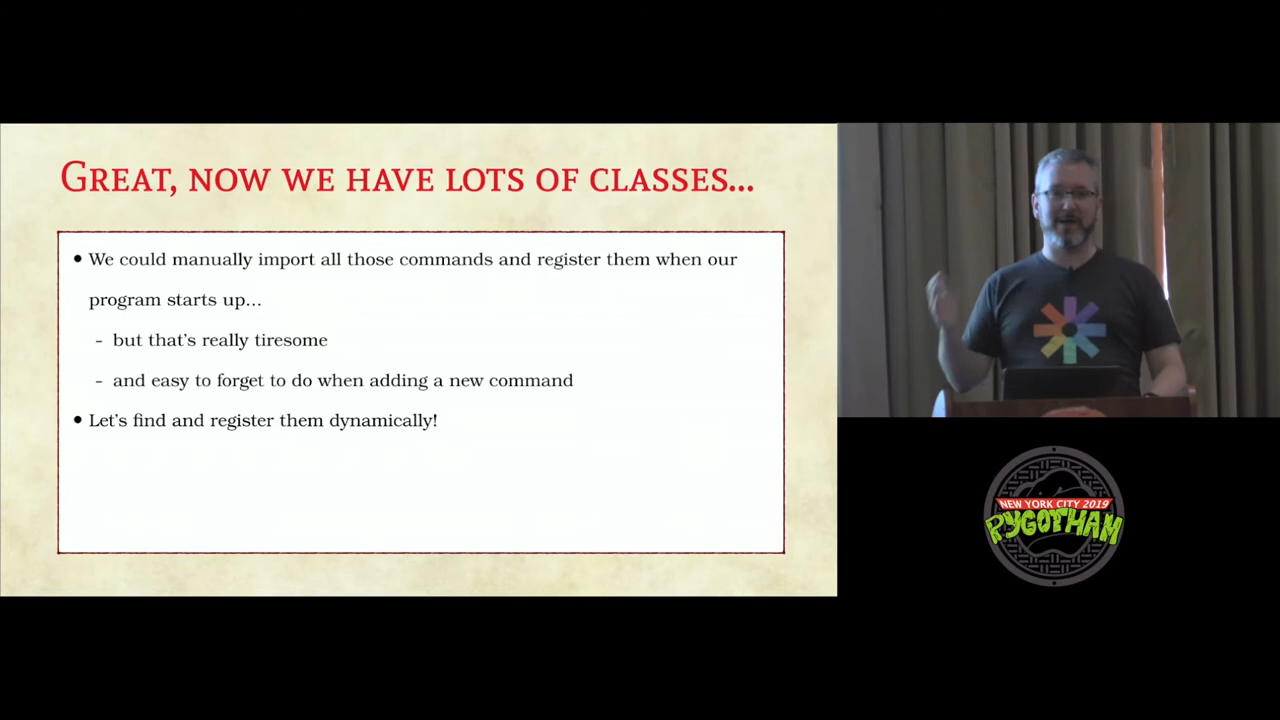 GREAT, NOW WE HAVE LOTS OF CLASSES...
• We could manually import all those commands and register them when our
program starts up...
- but that's really tiresome
- and easy to forget to do when adding a new command
• Let's find and register them dynamically!
NEW YORK CITY 2019
PYGOTHAM